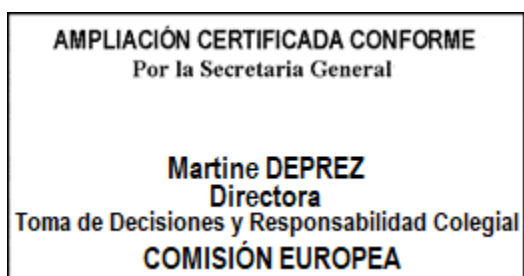 AMPLIACIÓN CERTIFICADA CONFORME
Por la Secretaria General
Martine DEPREZ
Directora
Toma de Decisiones y Responsabilidad Colegial
COMISIÓN EUROPEA